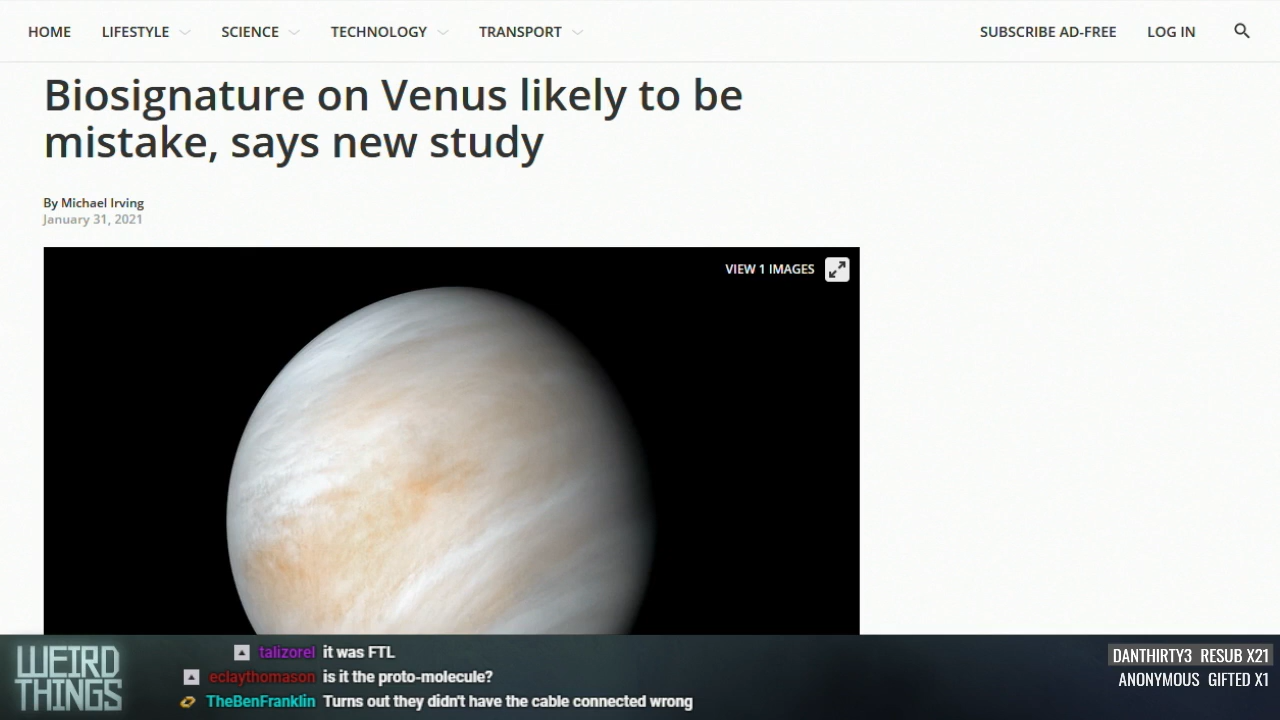 HOME LIFESTYLE SCIENCE TECHNOLOGY TRANSPORT SUBSCRIBE AD-FREE LOG IN
Biosignature on Venus likely to be
mistake, says new study
By Michael Irving
January 31, 2021
VIEW 1 IMAGES
WEIRD
THINGS
talizorel it was FTL
eclaythomason is it the proto-molecule?
TheBenFranklin Turns out they didn't have the cable connected wrong
DANTHIRTY3 RESUB X21
ANONYMOUS GIFTED X1